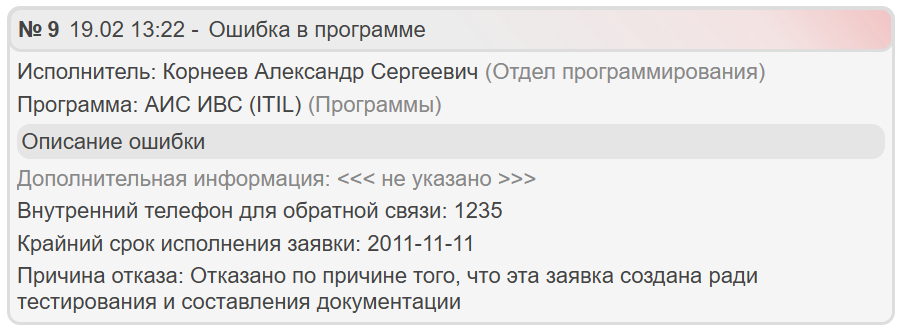 № 9 19.02 13:22 - Ошибка в программе
Исполнитель: Корнеев Александр Сергеевич (Отдел программирования)
Программа: АИС ИВС (ITIL) (Программы)
Описание ошибки
Дополнительная информация: <<< не указано >>>
Внутренний телефон для обратной связи: 1235
Крайний срок исполнения заявки: 2011-11-11
Причина отказа: Отказано по причине того, что эта заявка создана ради
тестирования и составления документации